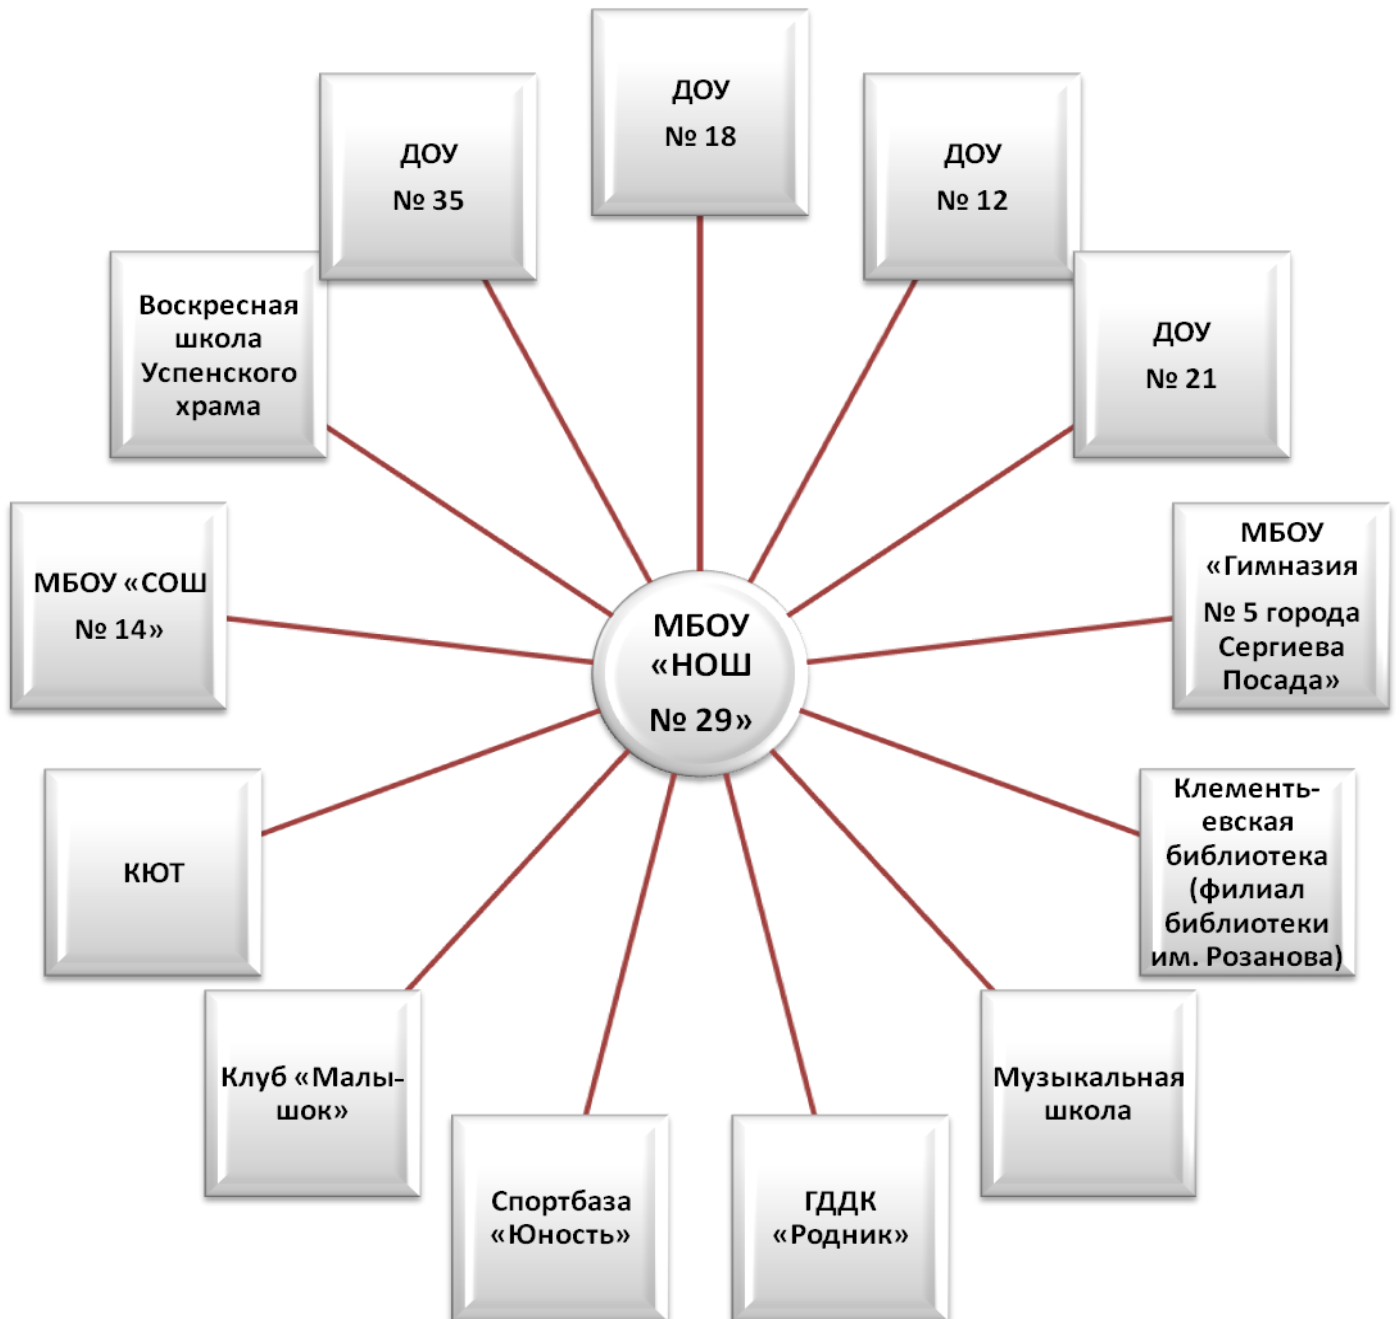 ДОУ
№ 18
ДОУ
№ 12
ДОУ
№ 21
МБОУ
«Гимназия
№ 5 города
Сергиева
Посада»
Клементь-
евская
библиотека
(филиал
библиотеки
им. Розанова)
Музыкальная
школа
ГДДК
«Родник»
Спортбаза
«Юность»
Клуб «Малы-
шок»
КЮТ
МБОУ «СОШ
№ 14»
Воскресная
школа
Успенского
храма
ДОУ
№ 35
МБОУ
«НОШ
№ 29»